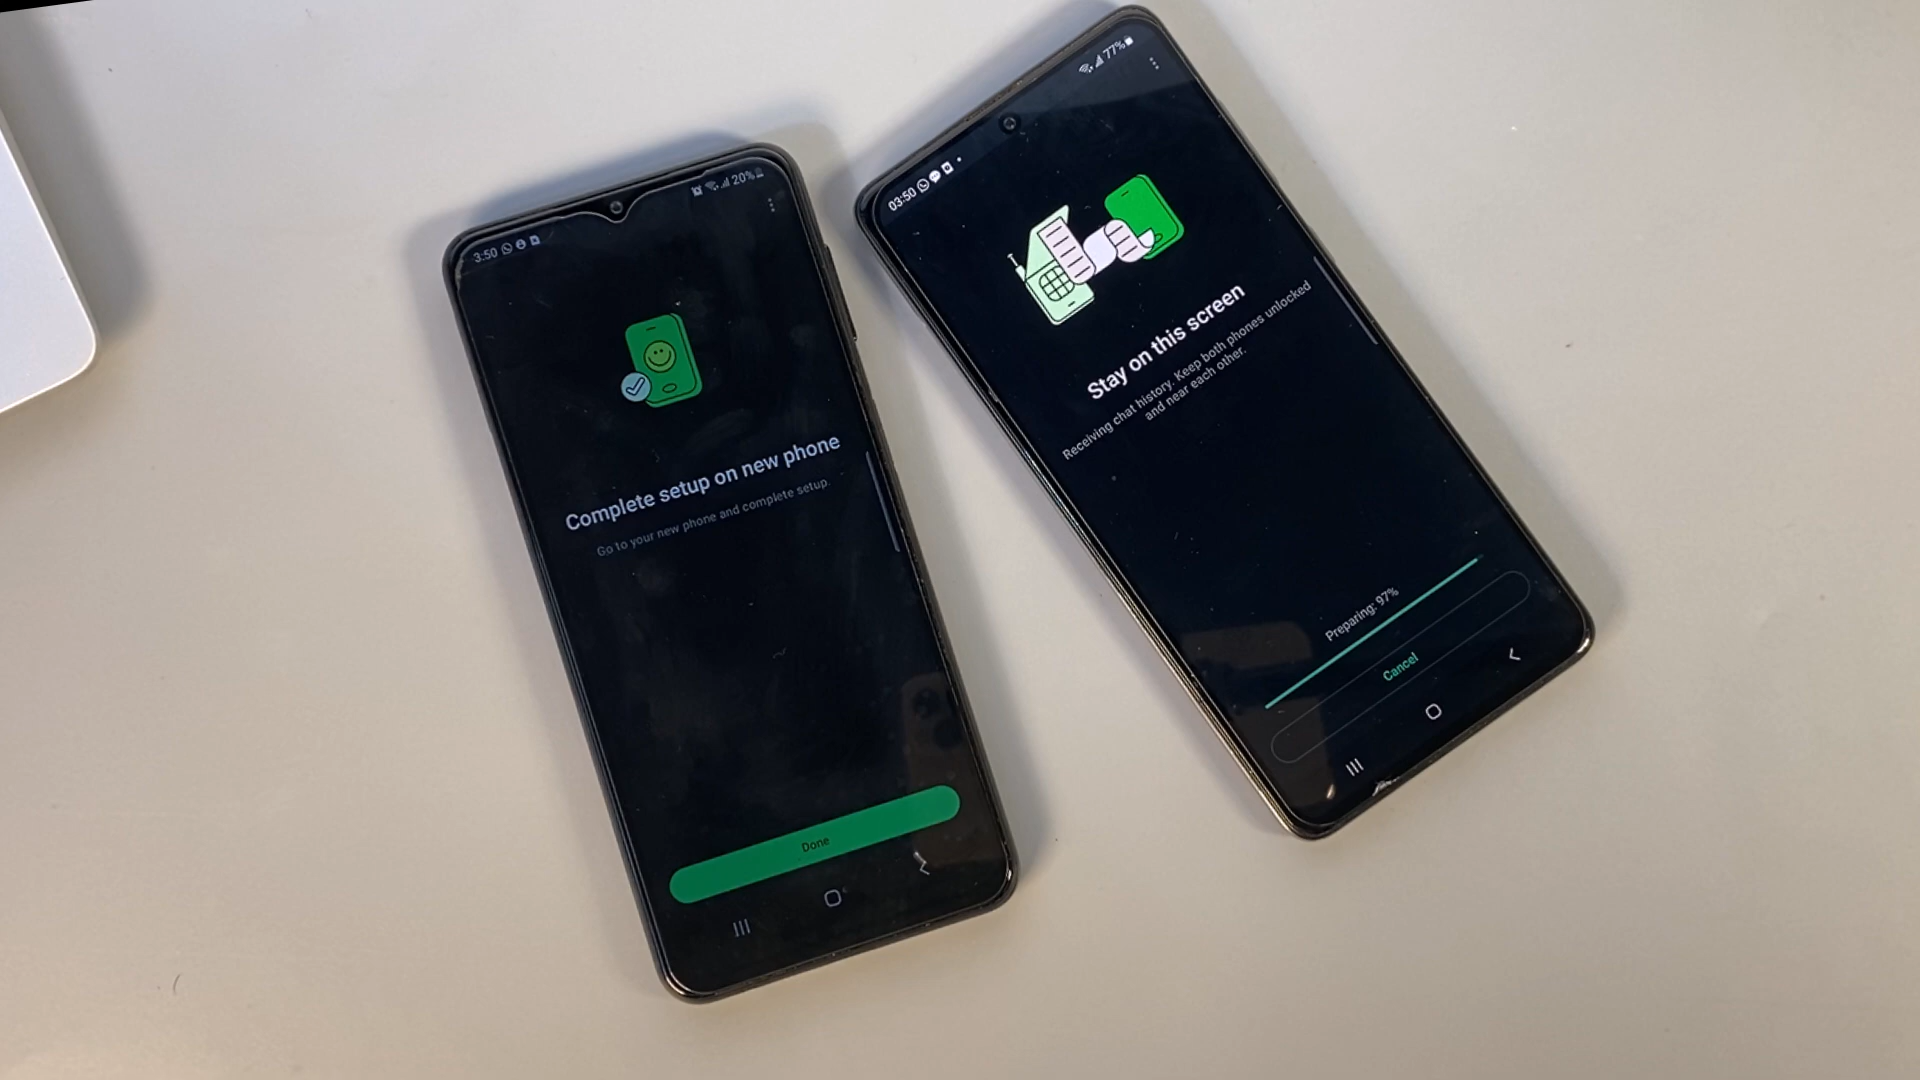 3:50
20%
Complete setup on new phone
Go to your new phone and complete setup.
Done
03:50
77%
Stay on this screen
Receiving chat history. Keep both phones unlocked
and near each other.
Preparing: 97%
Cancel